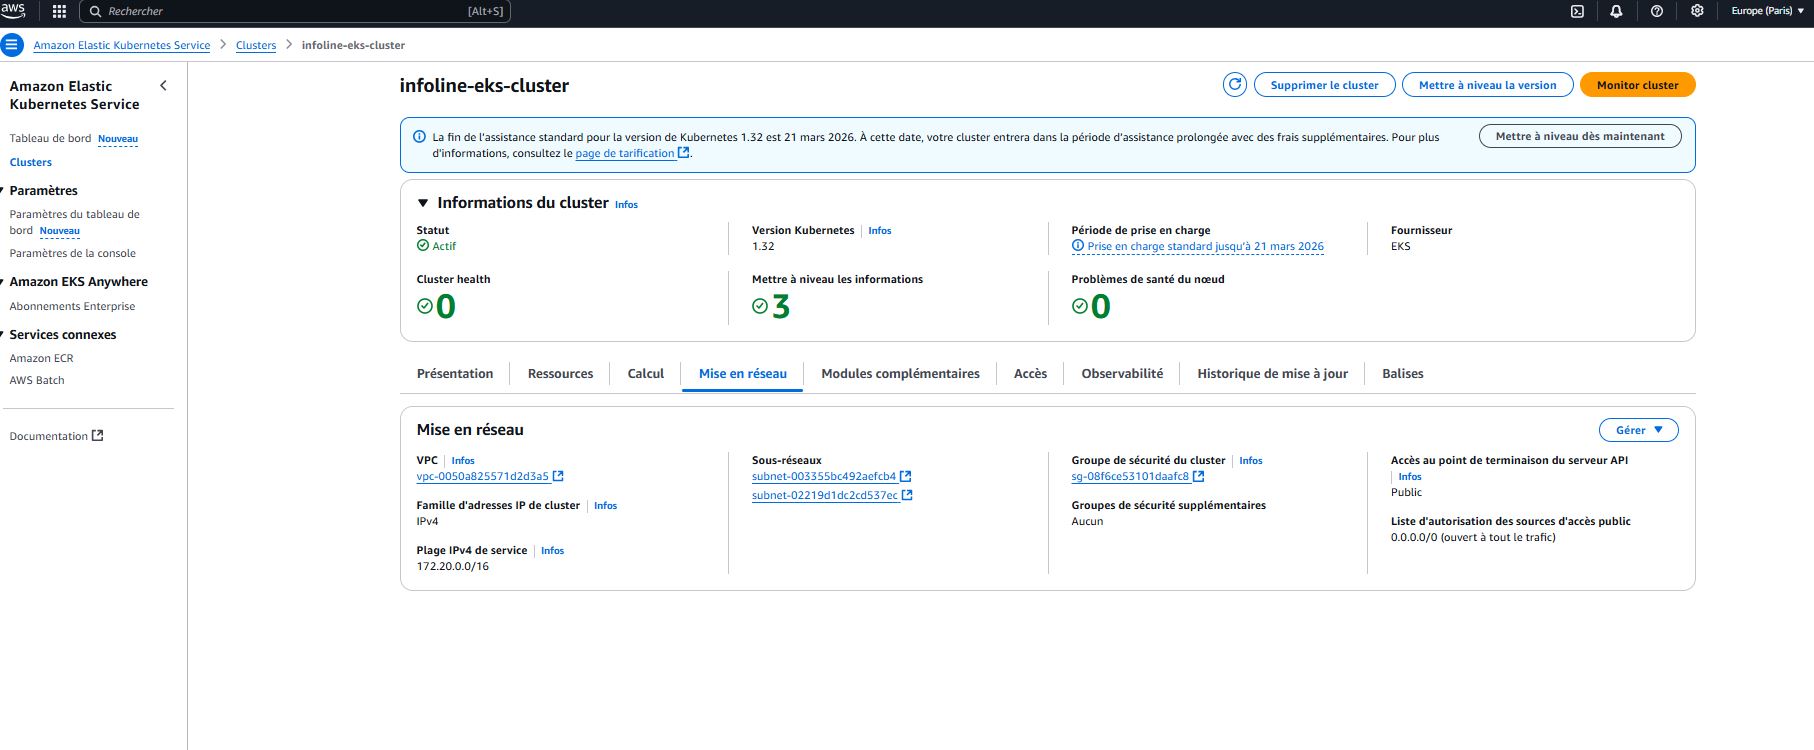 aws
Rechercher
[Alt+S]
Europe (Paris)
Amazon Elastic Kubernetes Service
Clusters
infoline-eks-cluster
Amazon Elastic
Kubernetes Service
Tableau de bord Nouveau
Clusters
Paramètres
Paramètres du tableau de
bord Nouveau
Paramètres de la console
Amazon EKS Anywhere
Abonnements Enterprise
Services connexes
Amazon ECR
AWS Batch
Documentation
infoline-eks-cluster
Supprimer le cluster
Mettre à niveau la version
Monitor cluster
La fin de l'assistance standard pour la version de Kubernetes 1.32 est 21 mars 2026. À cette date, votre cluster entrera dans la période d'assistance prolongée avec des frais supplémentaires. Pour plus
d'informations, consultez le page de tarification.
Mettre à niveau dès maintenant
Informations du cluster Infos
Statut
Actif
Version Kubernetes Infos
1.32
Période de prise en charge
Prise en charge standard jusqu'à 21 mars 2026
Fournisseur
EKS
Cluster health
0
Mettre à niveau les informations
3
Problèmes de santé du nœud
0
Présentation
Ressources
Calcul
Mise en réseau
Modules complémentaires
Accès
Observabilité
Historique de mise à jour
Balises
Mise en réseau
Gérer
VPC Infos
vpc-0050a825571d2d3a5
Famille d'adresses IP de cluster Infos
IPv4
Plage IPv4 de service Infos
172.20.0.0/16
Sous-réseaux
subnet-003355bc492aefcb4
subnet-02219d1dc2cd537ec
Groupe de sécurité du cluster Infos
sg-08f6ce53101daafc8
Groupes de sécurité supplémentaires
Aucun
Accès au point de terminaison du serveur API
Infos
Public
Liste d'autorisation des sources d'accès public
0.0.0.0/0 (ouvert à tout le trafic)